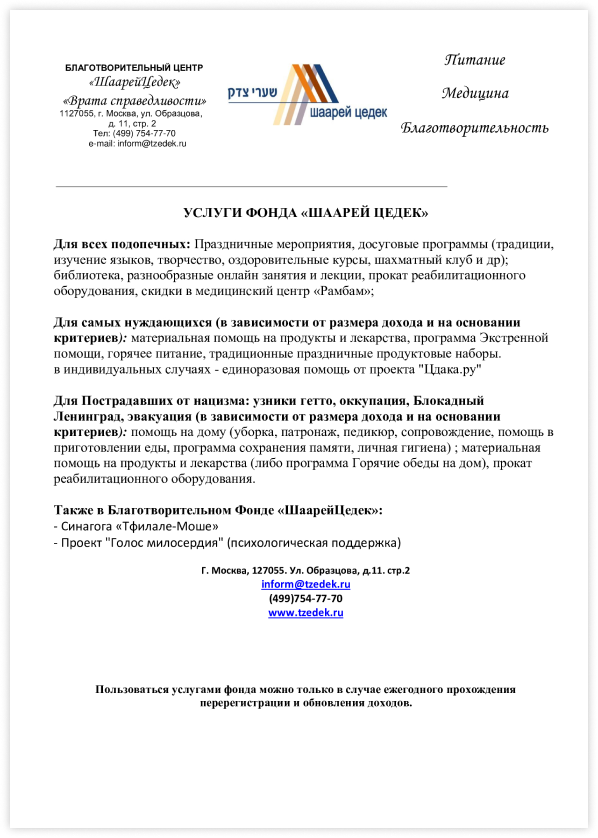 БЛАГОТВОРИТЕЛЬНЫЙ ЦЕНТР
«ШаарейЦедек»
«Врата справедливости»
1127055, г. Москва, ул. Образцова,
д. 11, стр. 2
Тел: (499) 754-77-70
e-mail: inform@tzedek.ru
שערי צדק
шаарей цедек
Питание
Медицина
Благотворительность
УСЛУГИ ФОНДА «ШААРЕЙ ЦЕДЕК»
Для всех подопечных: Праздничные мероприятия, досуговые программы (традиции,
изучение языков, творчество, оздоровительные курсы, шахматный клуб и др);
библиотека, разнообразные онлайн занятия и лекции, прокат реабилитационного
оборудования, скидки в медицинский центр «Рамбам»;
Для самых нуждающихся (в зависимости от размера дохода и на основании
критериев): материальная помощь на продукты и лекарства, программа Экстренной
помощи, горячее питание, традиционные праздничные продуктовые наборы.
в индивидуальных случаях - единоразовая помощь от проекта "Цдака.ру"
Для Пострадавших от нацизма: узники гетто, оккупация, Блокадный
Ленинград, эвакуация (в зависимости от размера дохода и на основании
критериев): помощь на дому (уборка, патронаж, педикюр, сопровождение, помощь в
приготовлении еды, программа сохранения памяти, личная гигиена) ; материальная
помощь на продукты и лекарства (либо программа Горячие обеды на дом), прокат
реабилитационного оборудования.
Также в Благотворительном Фонде «ШаарейЦедек»:
- Синагога «Тфилале-Моше»
- Проект "Голос милосердия" (психологическая поддержка)
Г. Москва, 127055. Ул. Образцова, д.11. стр.2
inform@tzedek.ru
(499)754-77-70
www.tzedek.ru
Пользоваться услугами фонда можно только в случае ежегодного прохождения
перерегистрации и обновления доходов.